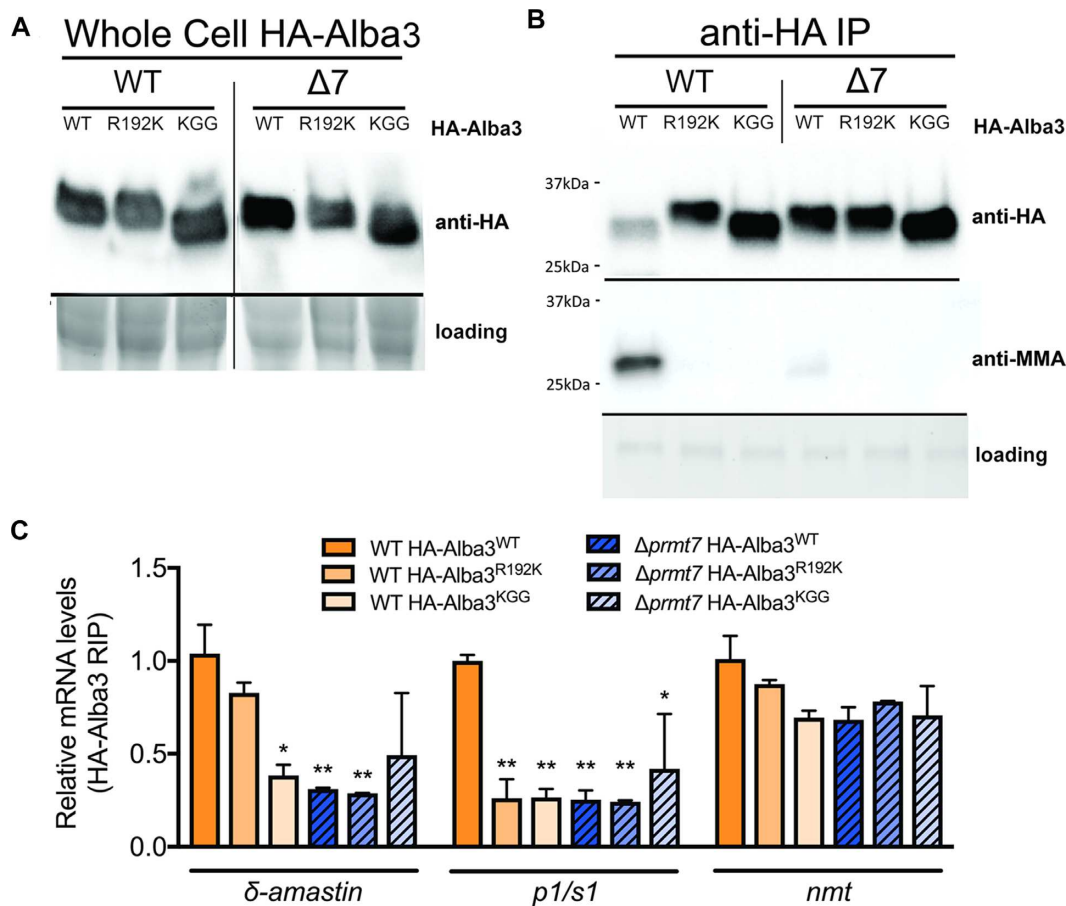 A
Whole Cell HA-Alba3
WT Δ7
WT R192K KGG WT R192K KGG HA-Alba3
anti-HA
loading
B
anti-HA IP
WT Δ7
WT R192K KGG WT R192K KGG HA-Alba3
37kDa -
anti-HA
25kDa -
37kDa -
anti-MMA
25kDa -
loading
C
WT HA-Alba3WT Δprmt7 HA-Alba3WT
WT HA-Alba3R192K Δprmt7 HA-Alba3R192K
WT HA-Alba3KGG Δprmt7 HA-Alba3KGG
Relative mRNA levels
(HA-Alba3 RIP)
1.5
1.0
0.5
0.0
* ** **
** ** ** ** *
δ-amastin p1/s1 nmt